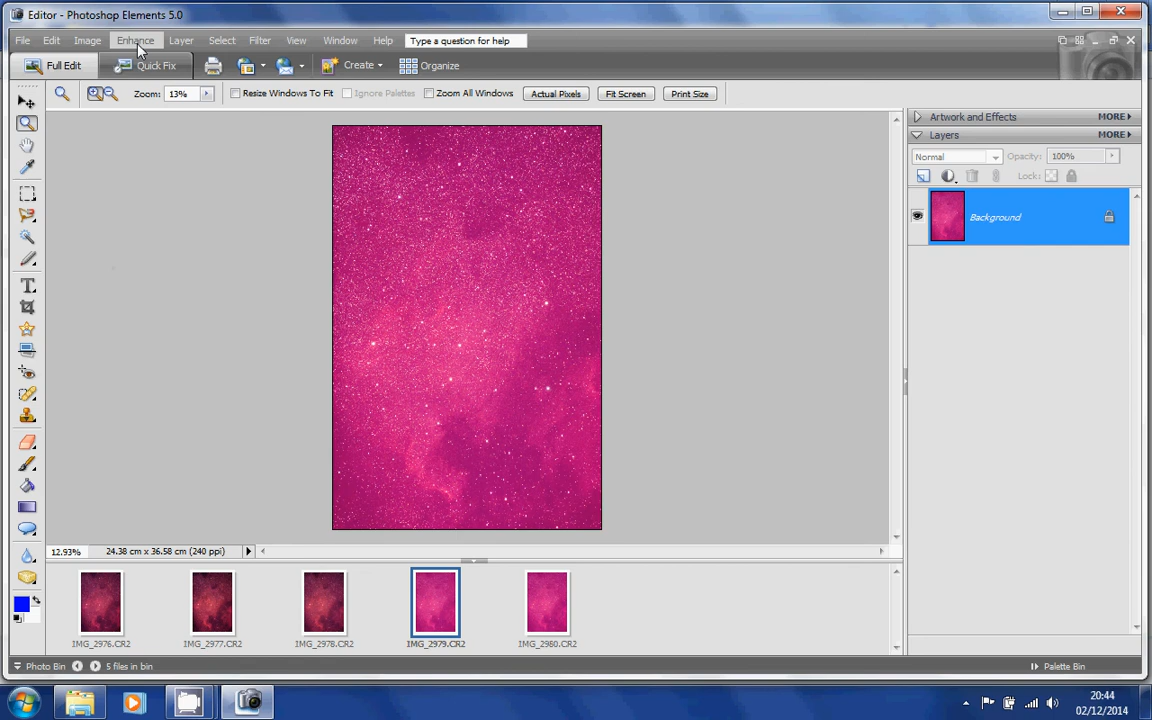 Editor - Photoshop Elements 5.0
File Edit Image Enhance Layer Select Filter View Window Help Type a question for help
Full Edit Quick Fix Create Organize
Zoom: 13% Resize Windows To Fit Ignore Palettes Zoom All Windows Actual Pixels Fit Screen Print Size
Artwork and Effects MORE
Layers MORE
Normal Opacity: 100%
Lock:
Background
12.93% 24.38 cm x 36.58 cm (240 ppi)
IMG_2976.CR2 IMG_2977.CR2 IMG_2978.CR2 IMG_2979.CR2 IMG_2980.CR2
Photo Bin 5 files in bin Palette Bin
20:44
02/12/2014